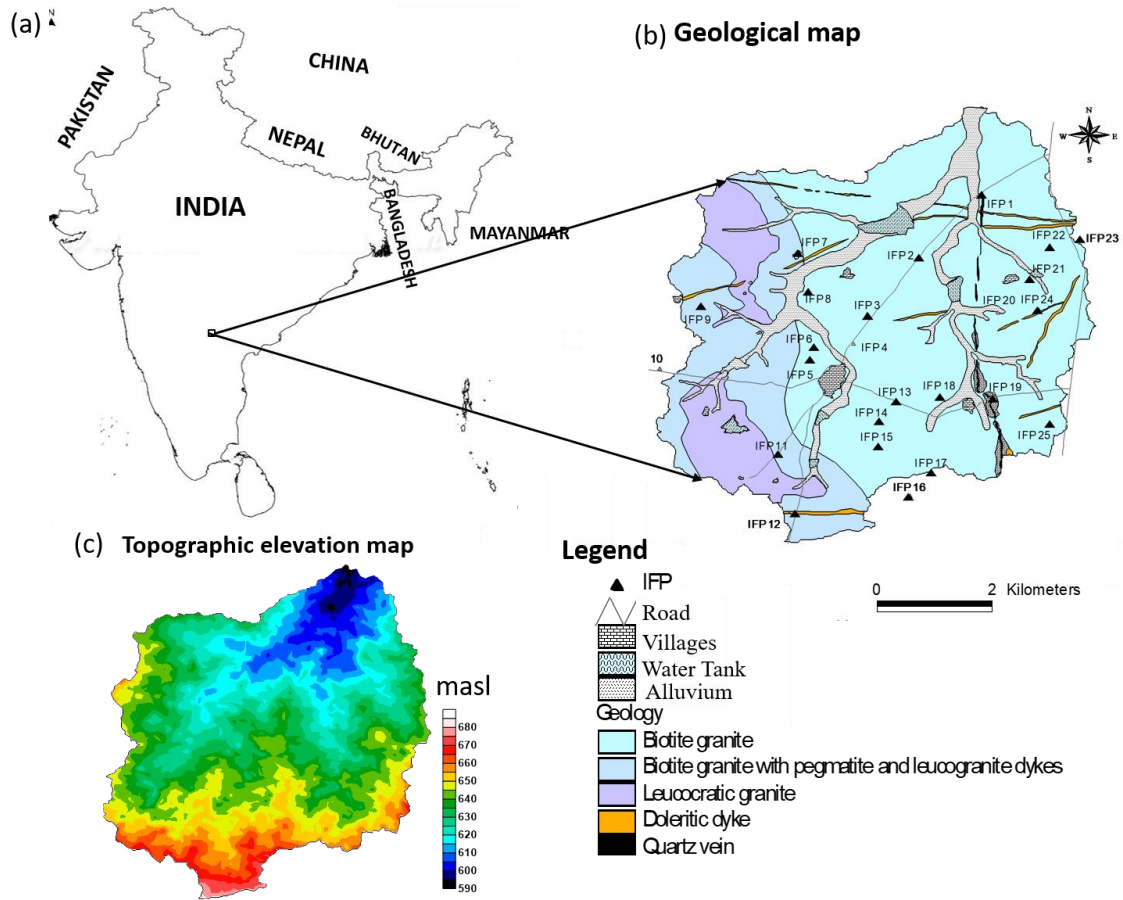 (a)
N
CHINA
PAKISTAN
NEPAL
BHUTAN
INDIA
BANGLADESH
MAYANMAR
(b) Geological map
N
W E
S
IFP1
IFP22
IFP23
IFP7
IFP2
IFP21
IFP8
IFP9
IFP3
IFP20
IFP24
IFP6
IFP4
IFP5
10
IFP13
IFP18
IFP19
IFP14
IFP25
IFP15
IFP11
IFP17
IFP16
IFP12
(c) Topographic elevation map
masl
680
670
660
650
640
630
620
610
600
590
Legend
IFP
Road
Villages
Water Tank
Alluvium
Geology
Biotite granite
Biotite granite with pegmatite and leucogranite dykes
Leucocratic granite
Doleritic dyke
Quartz vein
0 2 Kilometers